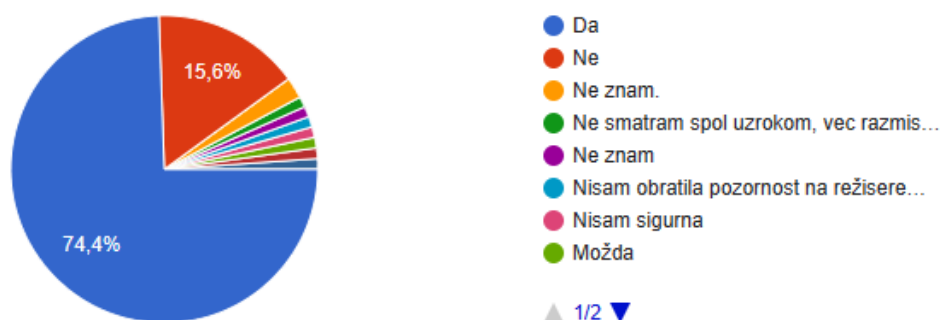 15,6%
74,4%
Da
Ne
Ne znam.
Ne smatram spol uzrokom, vec razmis...
Ne znam
Nisam obratila pozornost na režisere...
Nisam sigurna
Možda
1/2